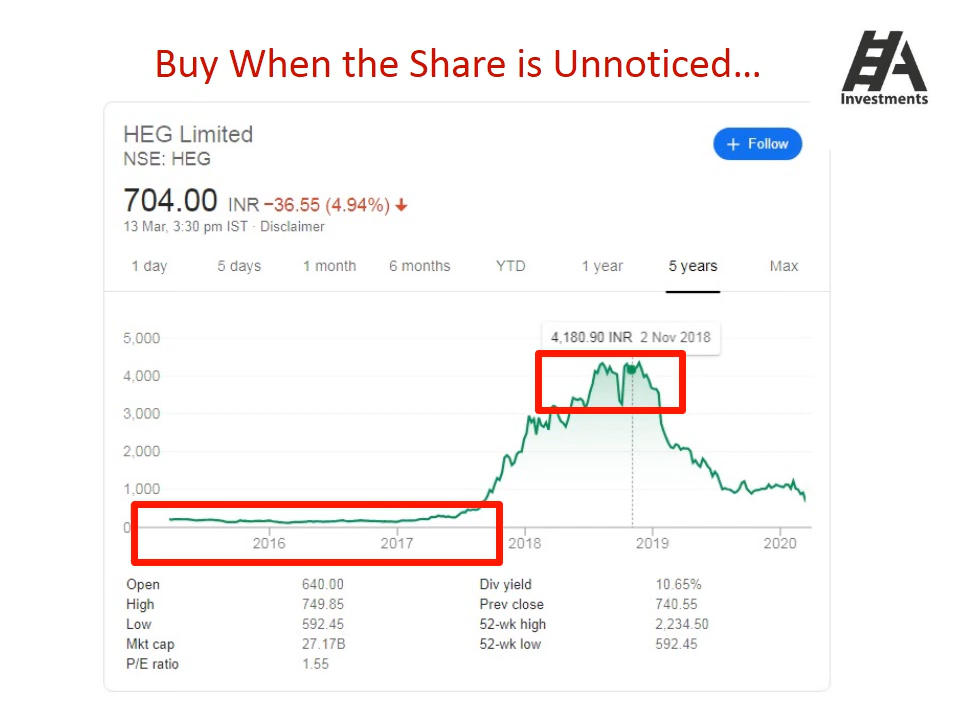 Buy When the Share is Unnoticed...
Investments
HEG Limited
NSE: HEG
+ Follow
704.00 INR −36.55 (4.94%) ↓
13 Mar, 3:30 pm IST · Disclaimer
1 day 5 days 1 month 6 months YTD 1 year 5 years Max
4,180.90 INR 2 Nov 2018
5,000
4,000
3,000
2,000
1,000
0
2016 2017 2018 2019 2020
Open 640.00 Div yield 10.65%
High 749.85 Prev close 740.55
Low 592.45 52-wk high 2,234.50
Mkt cap 27.17B 52-wk low 592.45
P/E ratio 1.55